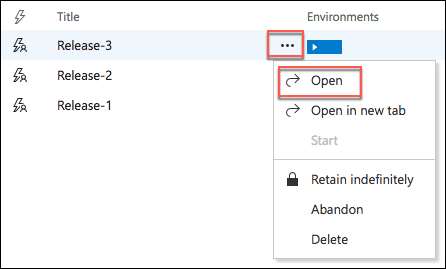 Title Environments
Release-3
Open
Release-2
Open in new tab
Release-1
Start
Retain indefinitely
Abandon
Delete